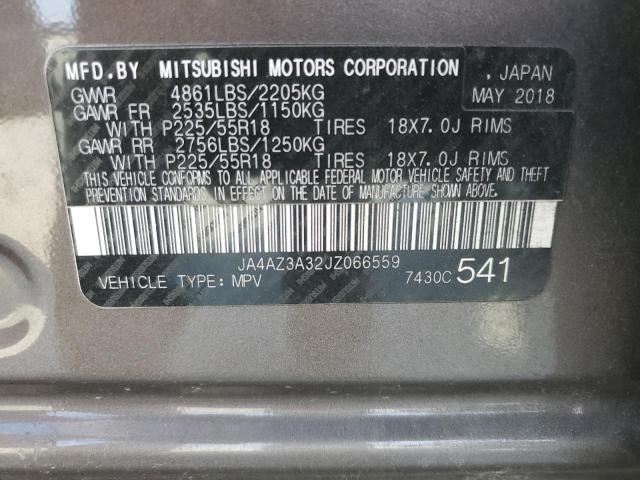 MFD.BY MITSUBISHI MOTORS CORPORATION , JAPAN
GVWR 4861LBS/2205KG MAY 2018
GAWR FR 2535LBS/1150KG
WITH P225/55R18 TIRES 18X7.0J RIMS
GAWR RR 2756LBS/1250KG
WITH P225/55R18 TIRES 18X7.0J RIMS
THIS VEHICLE CONFORMS TO ALL APPLICABLE FEDERAL MOTOR VEHICLE SAFETY AND THEFT
PREVENTION STANDARDS IN EFFECT ON THE DATE OF MANUFACTURE SHOWN ABOVE.
JA4AZ3A32JZ066559
VEHICLE TYPE: MPV 7430C 541